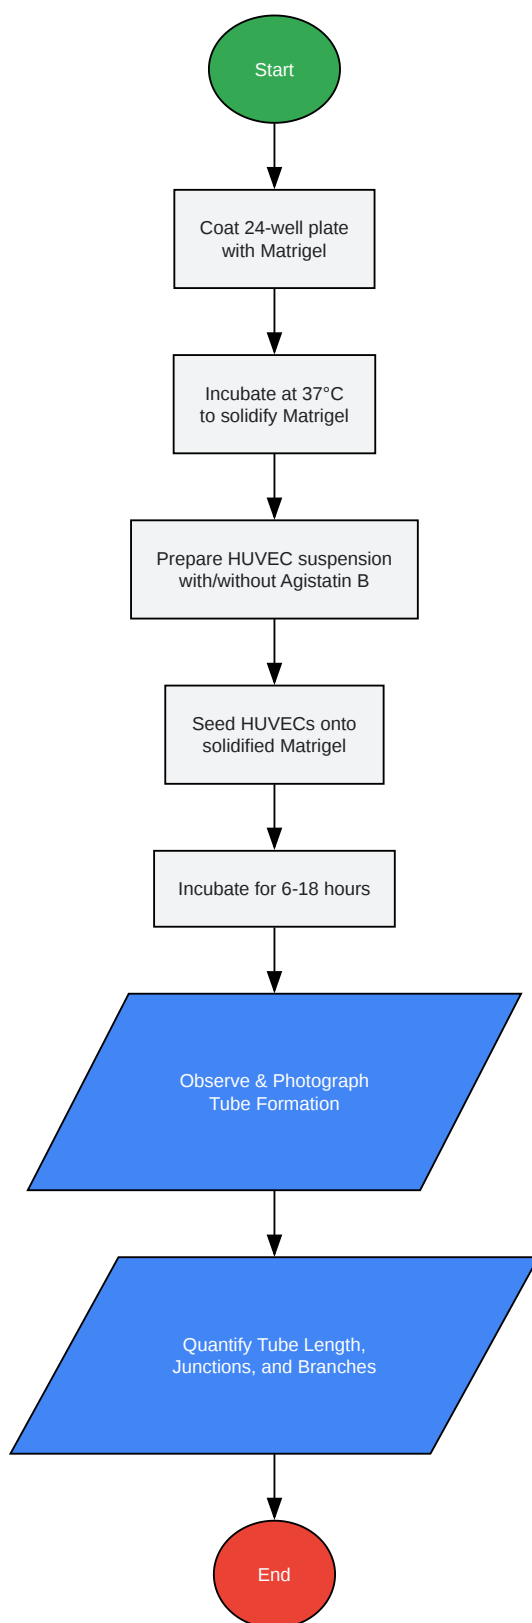 Start
Coat 24-well plate
with Matrigel
Incubate at 37°C
to solidify Matrigel
Prepare HUVEC suspension
with/without Agistatin B
Seed HUVECs onto
solidified Matrigel
Incubate for 6-18 hours
Observe & Photograph
Tube Formation
Quantify Tube Length,
Junctions, and Branches
End